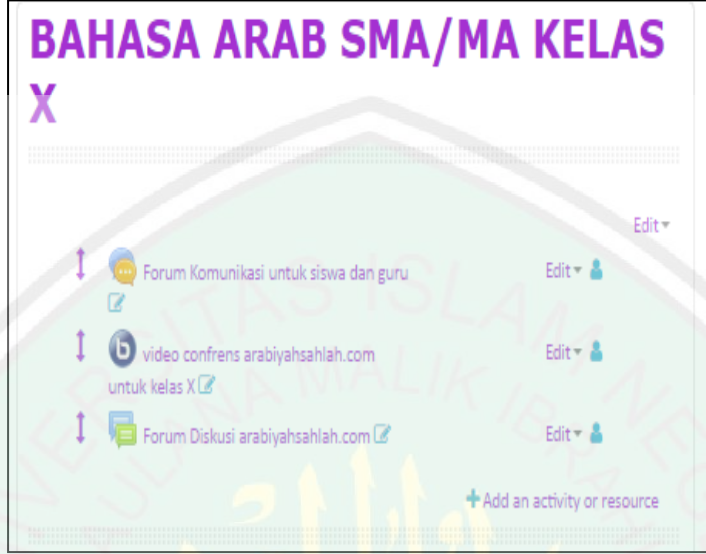 BAHASA ARAB SMA/MA KELAS
X
Edit
Forum Komunikasi untuk siswa dan guru
Edit
video confrens arabiyahsahlah.com
untuk kelas X
Edit
Forum Diskusi arabiyahsahlah.com
Edit
Add an activity or resource